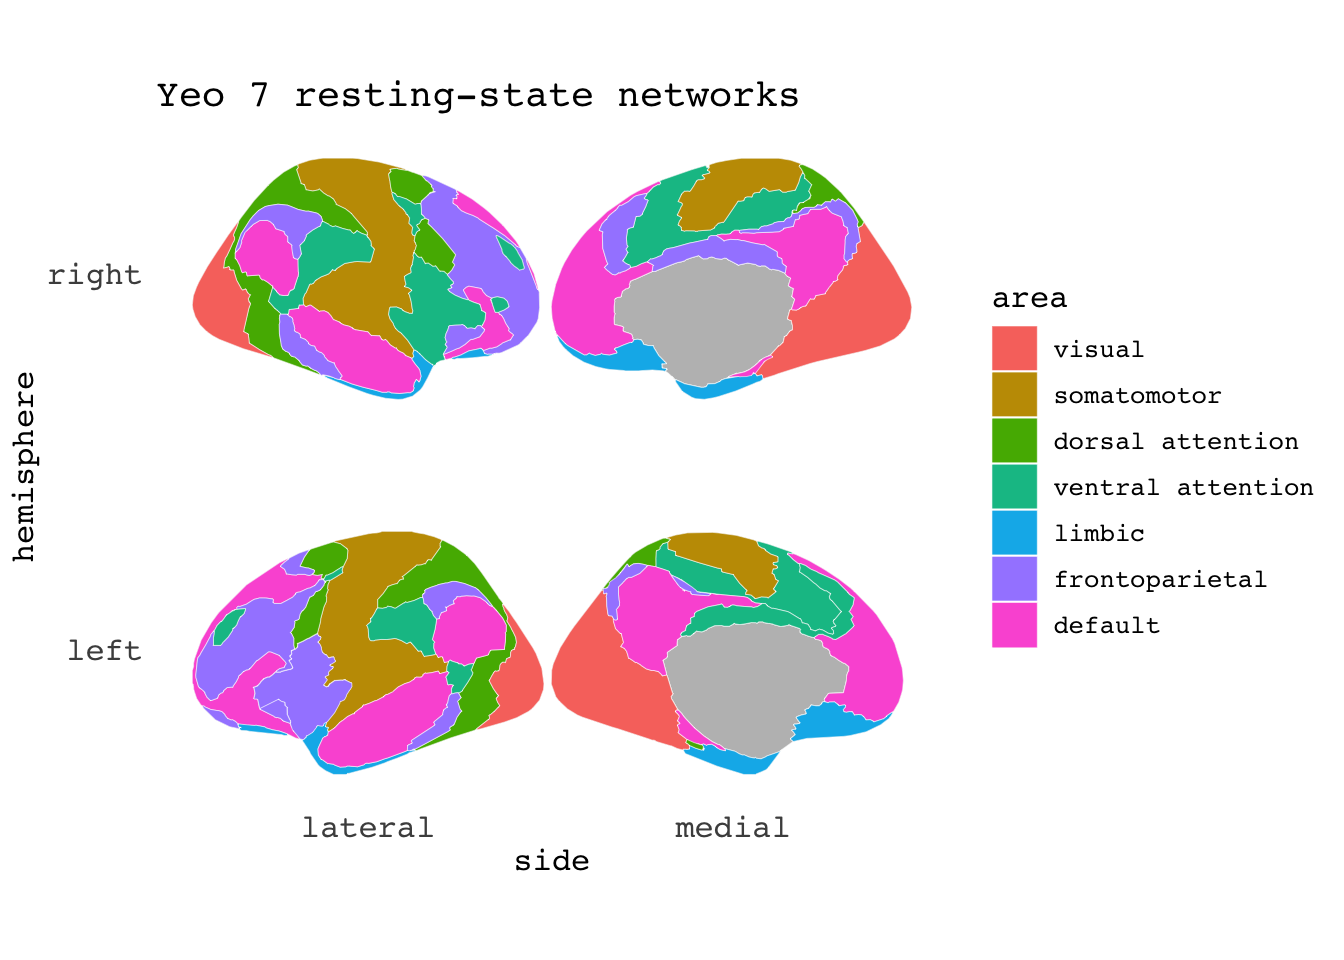 Yeo 7 resting-state networks
hemisphere
right
left
lateral
medial
side
area
visual
somatomotor
dorsal attention
ventral attention
limbic
frontoparietal
default